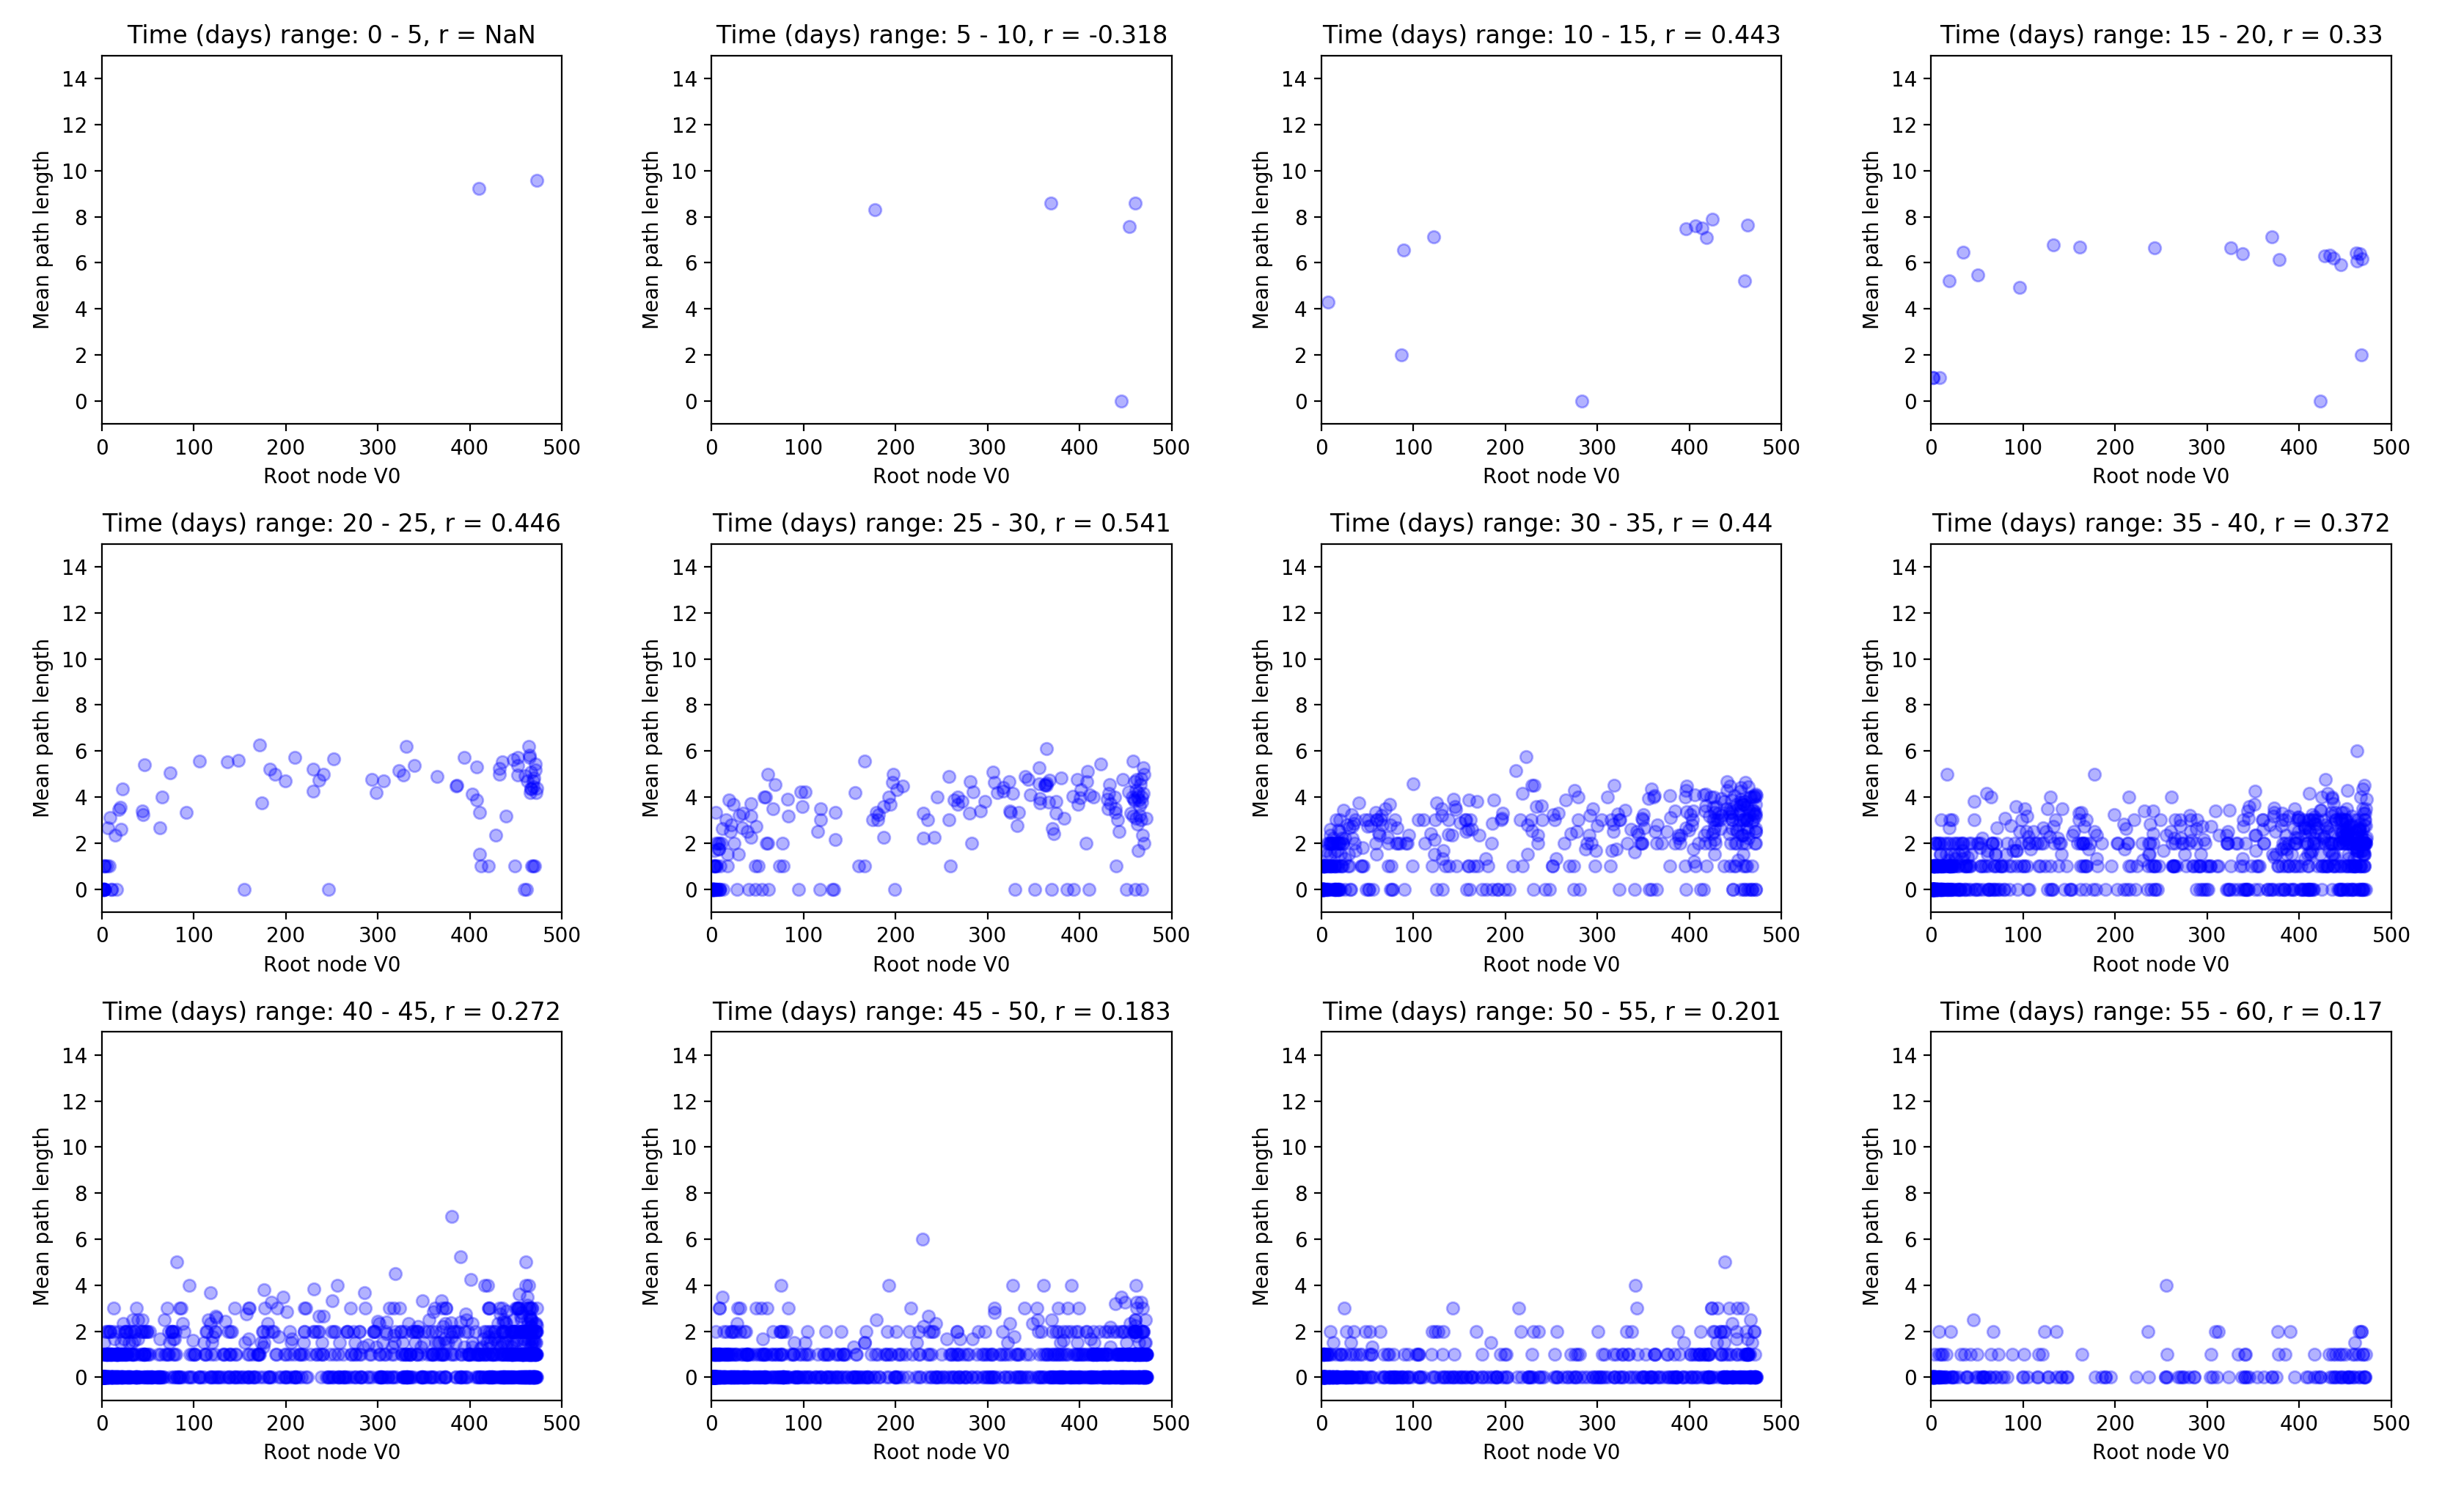 Time (days) range: 0 - 5, r = NaN
Mean path length
14
12
10
8
6
4
2
0
0 100 200 300 400 500
Root node V0
Time (days) range: 5 - 10, r = -0.318
Mean path length
14
12
10
8
6
4
2
0
0 100 200 300 400 500
Root node V0
Time (days) range: 10 - 15, r = 0.443
Mean path length
14
12
10
8
6
4
2
0
0 100 200 300 400 500
Root node V0
Time (days) range: 15 - 20, r = 0.33
Mean path length
14
12
10
8
6
4
2
0
0 100 200 300 400 500
Root node V0
Time (days) range: 20 - 25, r = 0.446
Mean path length
14
12
10
8
6
4
2
0
0 100 200 300 400 500
Root node V0
Time (days) range: 25 - 30, r = 0.541
Mean path length
14
12
10
8
6
4
2
0
0 100 200 300 400 500
Root node V0
Time (days) range: 30 - 35, r = 0.44
Mean path length
14
12
10
8
6
4
2
0
0 100 200 300 400 500
Root node V0
Time (days) range: 35 - 40, r = 0.372
Mean path length
14
12
10
8
6
4
2
0
0 100 200 300 400 500
Root node V0
Time (days) range: 40 - 45, r = 0.272
Mean path length
14
12
10
8
6
4
2
0
0 100 200 300 400 500
Root node V0
Time (days) range: 45 - 50, r = 0.183
Mean path length
14
12
10
8
6
4
2
0
0 100 200 300 400 500
Root node V0
Time (days) range: 50 - 55, r = 0.201
Mean path length
14
12
10
8
6
4
2
0
0 100 200 300 400 500
Root node V0
Time (days) range: 55 - 60, r = 0.17
Mean path length
14
12
10
8
6
4
2
0
0 100 200 300 400 500
Root node V0